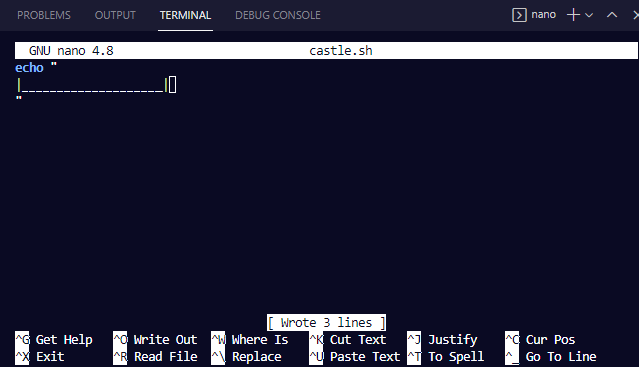 PROBLEMS OUTPUT TERMINAL DEBUG CONSOLE nano
GNU nano 4.8 castle.sh
echo "
|____________________|
"
[ Wrote 3 lines ]
^G Get Help ^O Write Out ^W Where Is ^K Cut Text ^J Justify ^C Cur Pos
^X Exit ^R Read File ^\ Replace ^U Paste Text ^T To Spell ^_ Go To Line